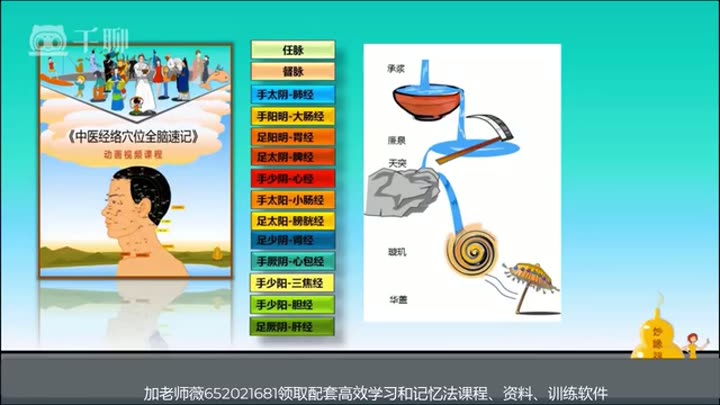 千聊
《中医经络穴位全脑速记》
动画视频课程
任脉
督脉
手太阴-肺经
手阳明-大肠经
足阳明-胃经
足太阴-脾经
手少阴-心经
手太阳-小肠经
足太阳-膀胱经
足少阴-肾经
手厥阴-心包经
手少阳-三焦经
手少阳-胆经
足厥阴-肝经
承浆
廉泉
天突
璇玑
华盖
加老师薇652021681领取配套高效学习和记忆法课程、资料、训练软件